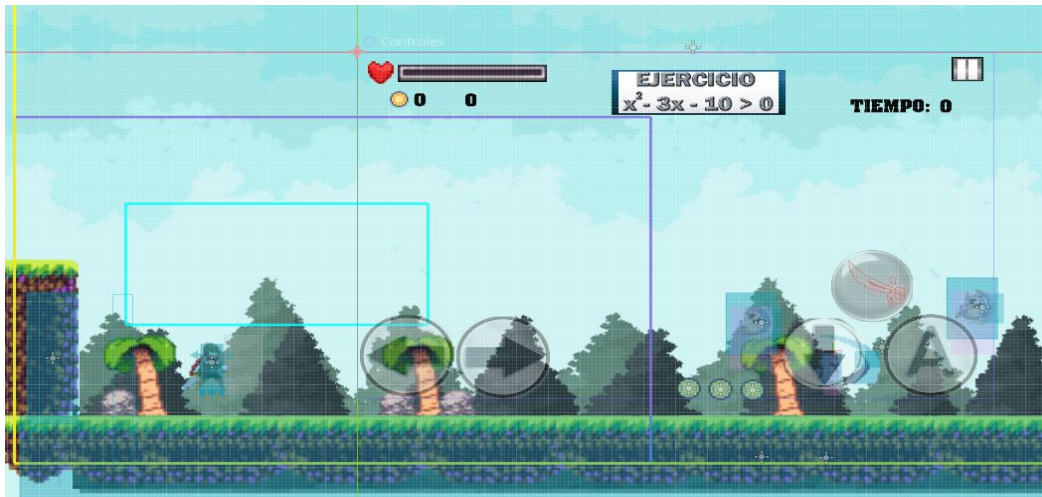 Controles
EJERCICIO
0 0
x² - 3x - 10 > 0
TIEMPO: 0
A